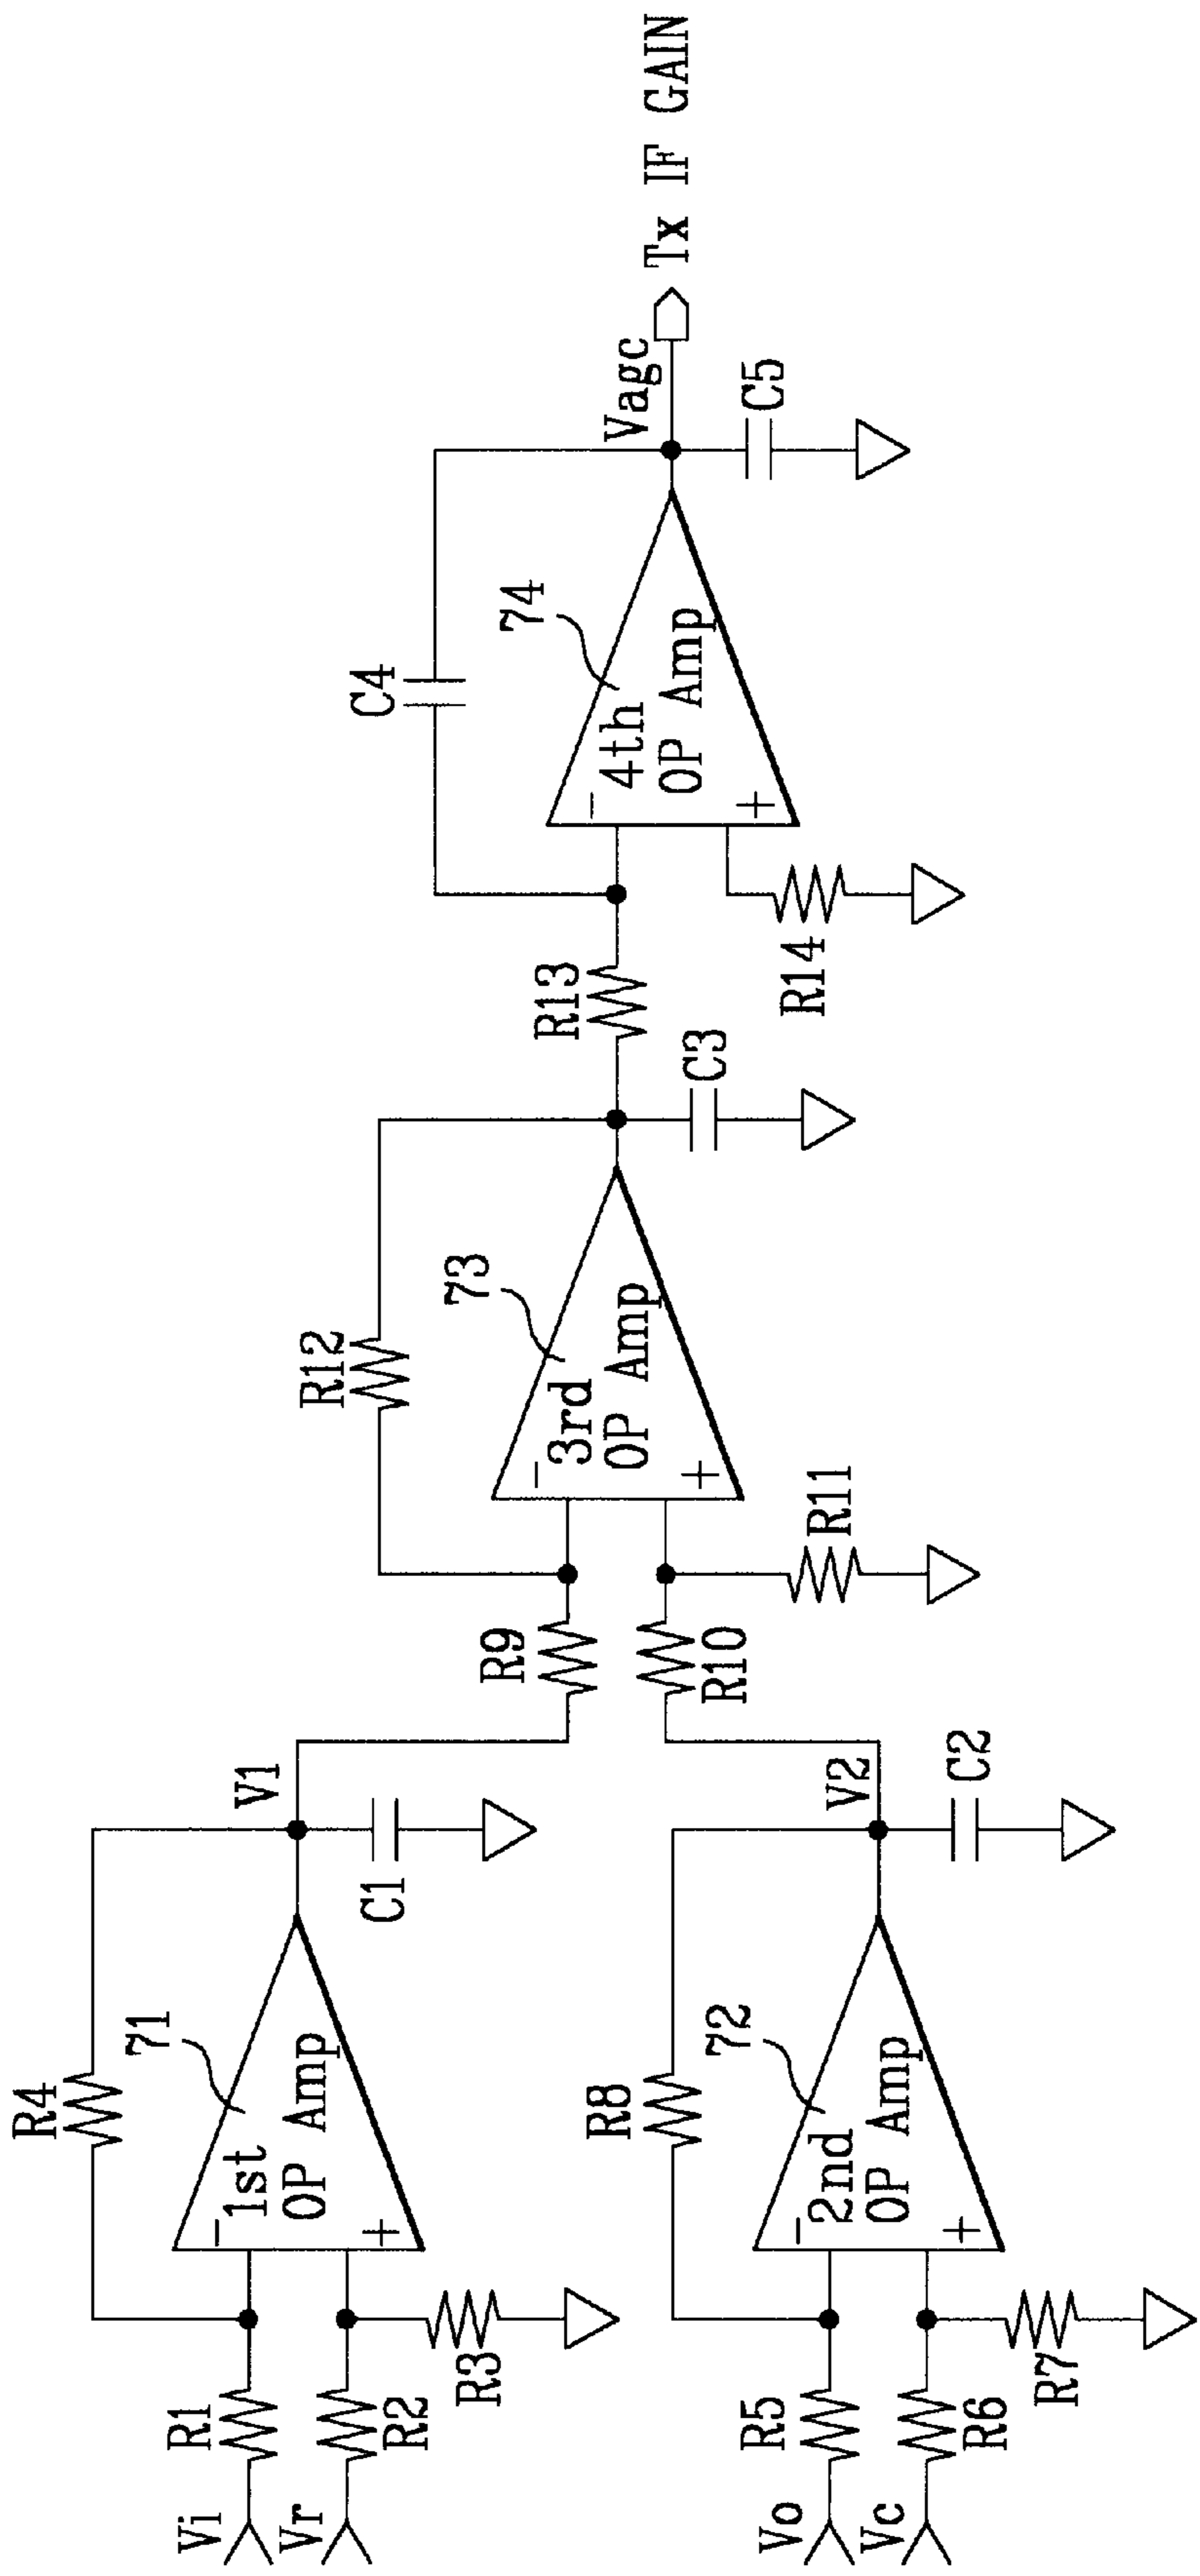 Vi
R1
Vr
R2
R3
R4
71
1st
OP Amp
-
+
V1
C1
Vo
R5
Vc
R6
R7
R8
72
2nd
OP Amp
-
+
V2
C2
R9
R10
R11
R12
73
3rd
OP Amp
-
+
C3
R13
R14
C4
74
4th
OP Amp
-
+
Vagc
C5
Tx IF GAIN